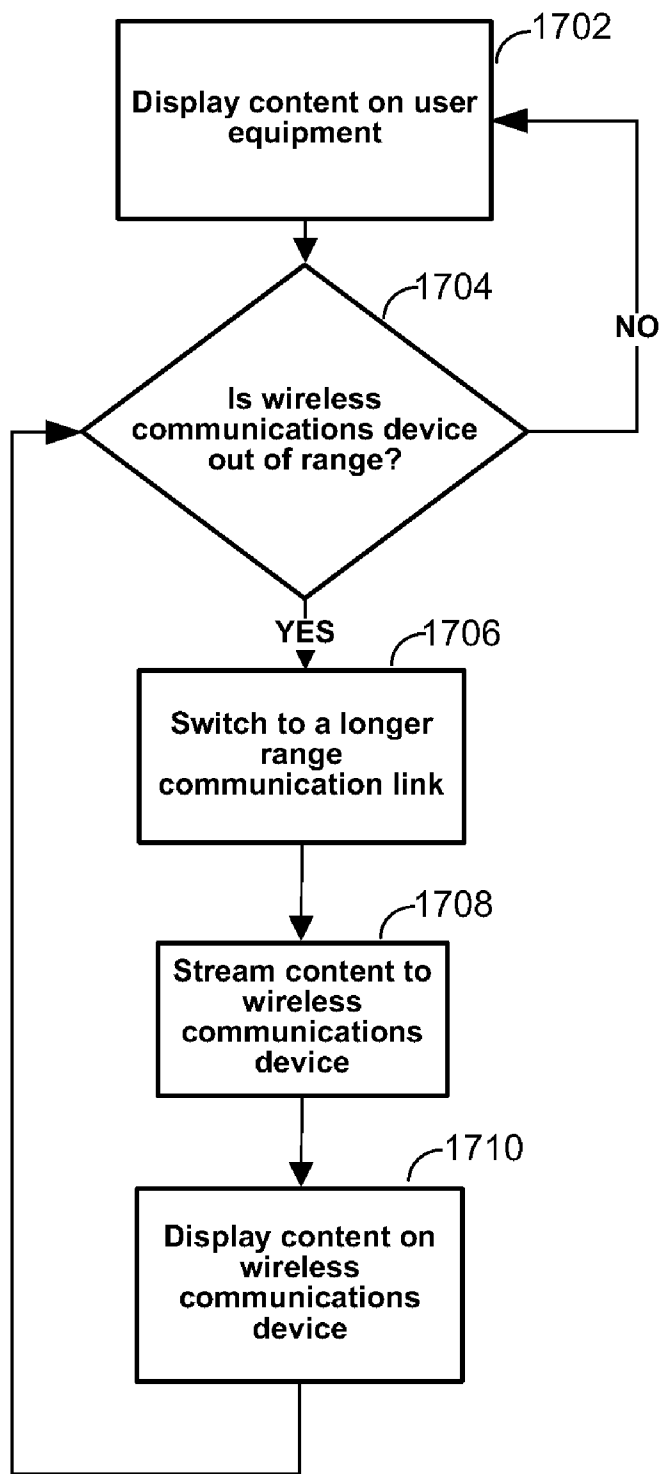 1702
Display content on user
equipment
1704
NO
Is wireless
communications device
out of range?
YES
1706
Switch to a longer
range
communication link
1708
Stream content to
wireless
communications
device
1710
Display content on
wireless
communications
device